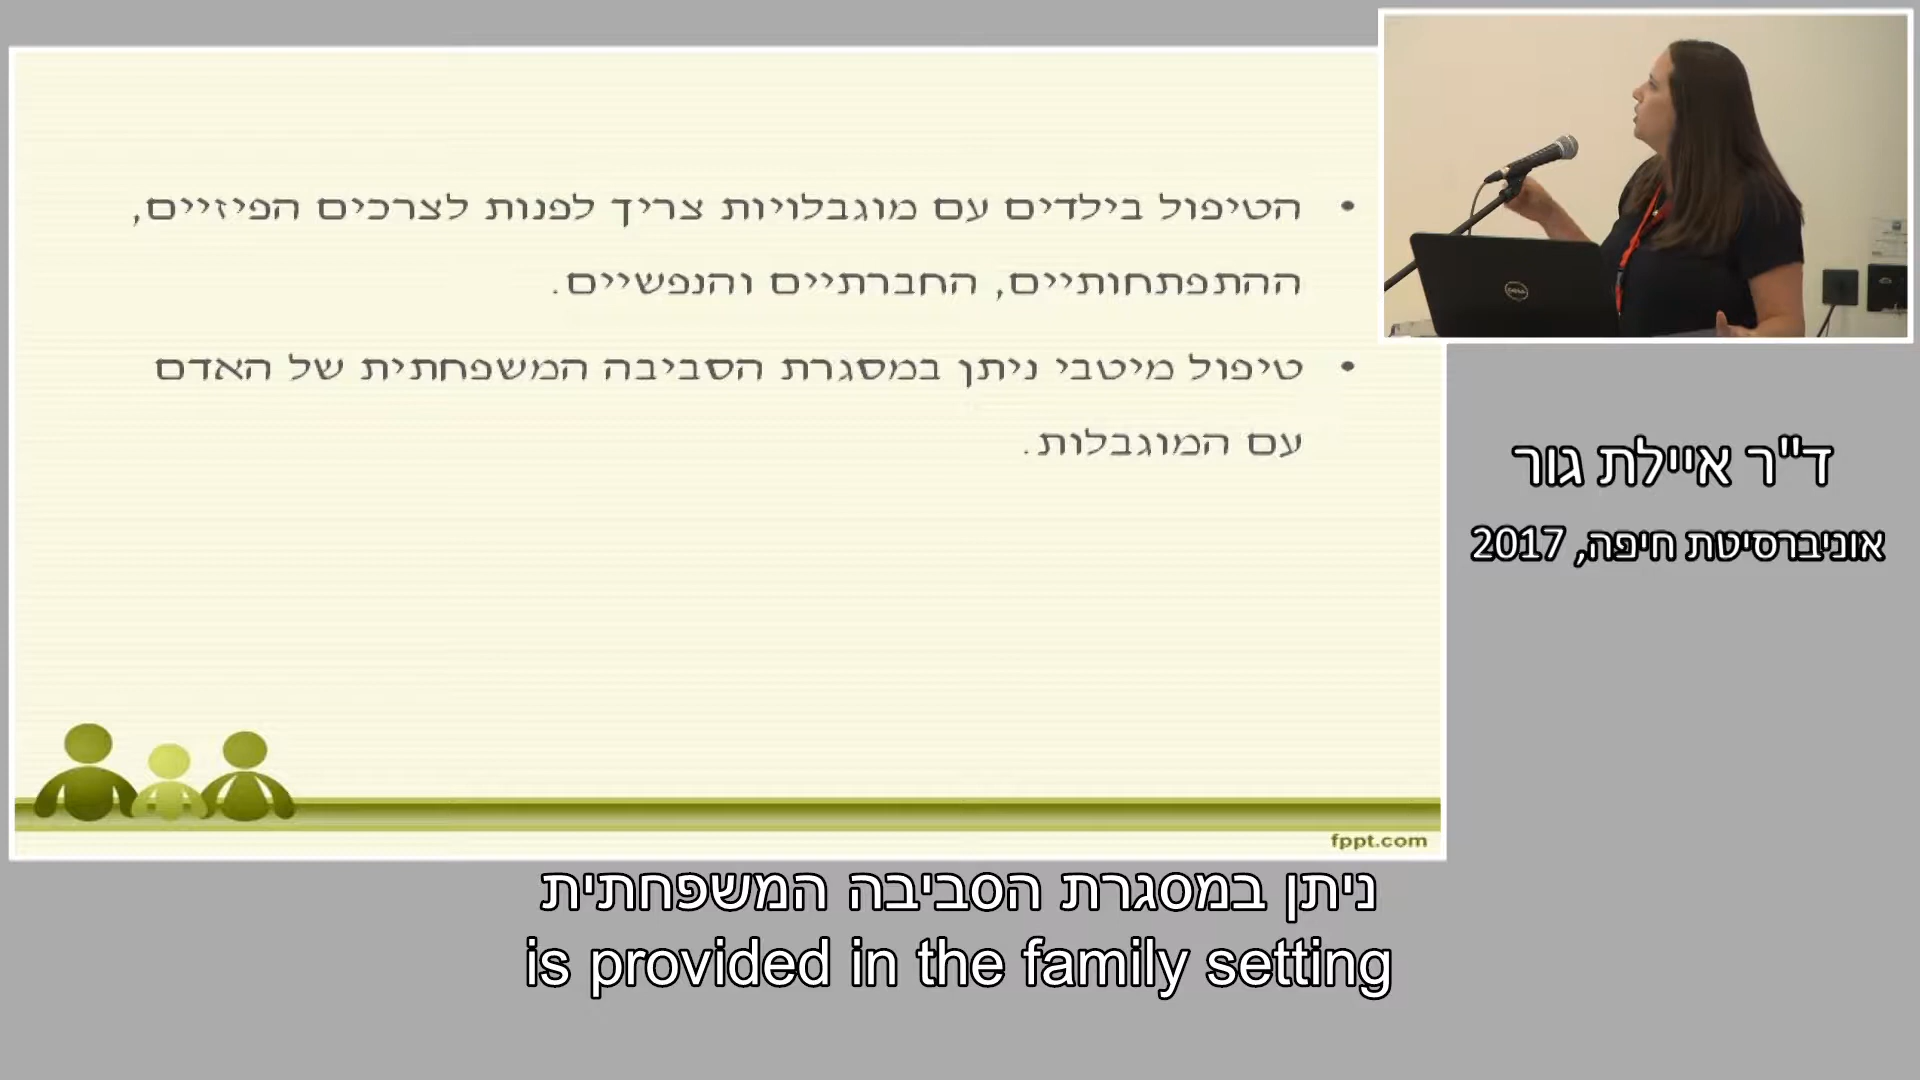 • הטיפול בילדים עם מוגבלויות צריך לפנות לצרכים הפיזיים,
ההתפתחותיים, החברתיים והנפשיים.
• טיפול מיטבי ניתן במסגרת הסביבה המשפחתית של האדם
עם המוגבלות.
fppt.com
DELL
ד"ר איילת גור
אוניברסיטת חיפה, 2017
ניתן במסגרת הסביבה המשפחתית
is provided in the family setting